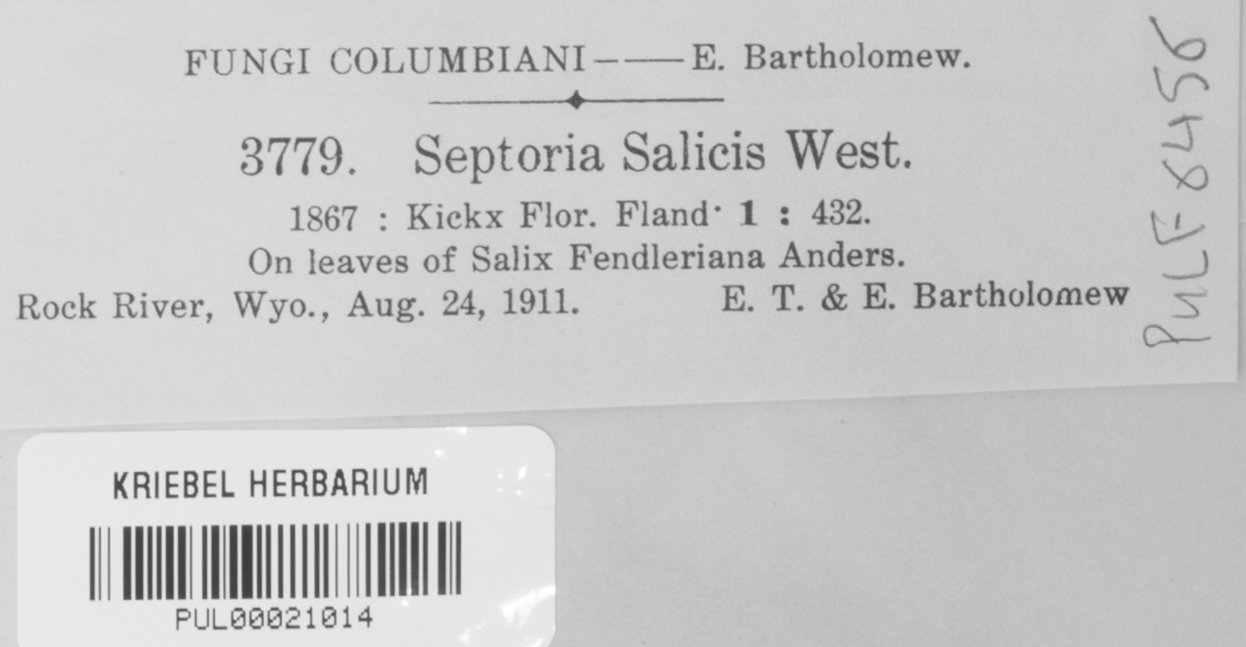 FUNGI COLUMBIANI–——E. Bartholomew.
3779. Septoria Salicis West.
1867 : Kickx Flor. Fland· 1 : 432.
On leaves of Salix Fendleriana Anders.
Rock River, Wyo., Aug. 24, 1911. E. T. & E. Bartholomew
PULF 8456
KRIEBEL HERBARIUM
PUL00021014